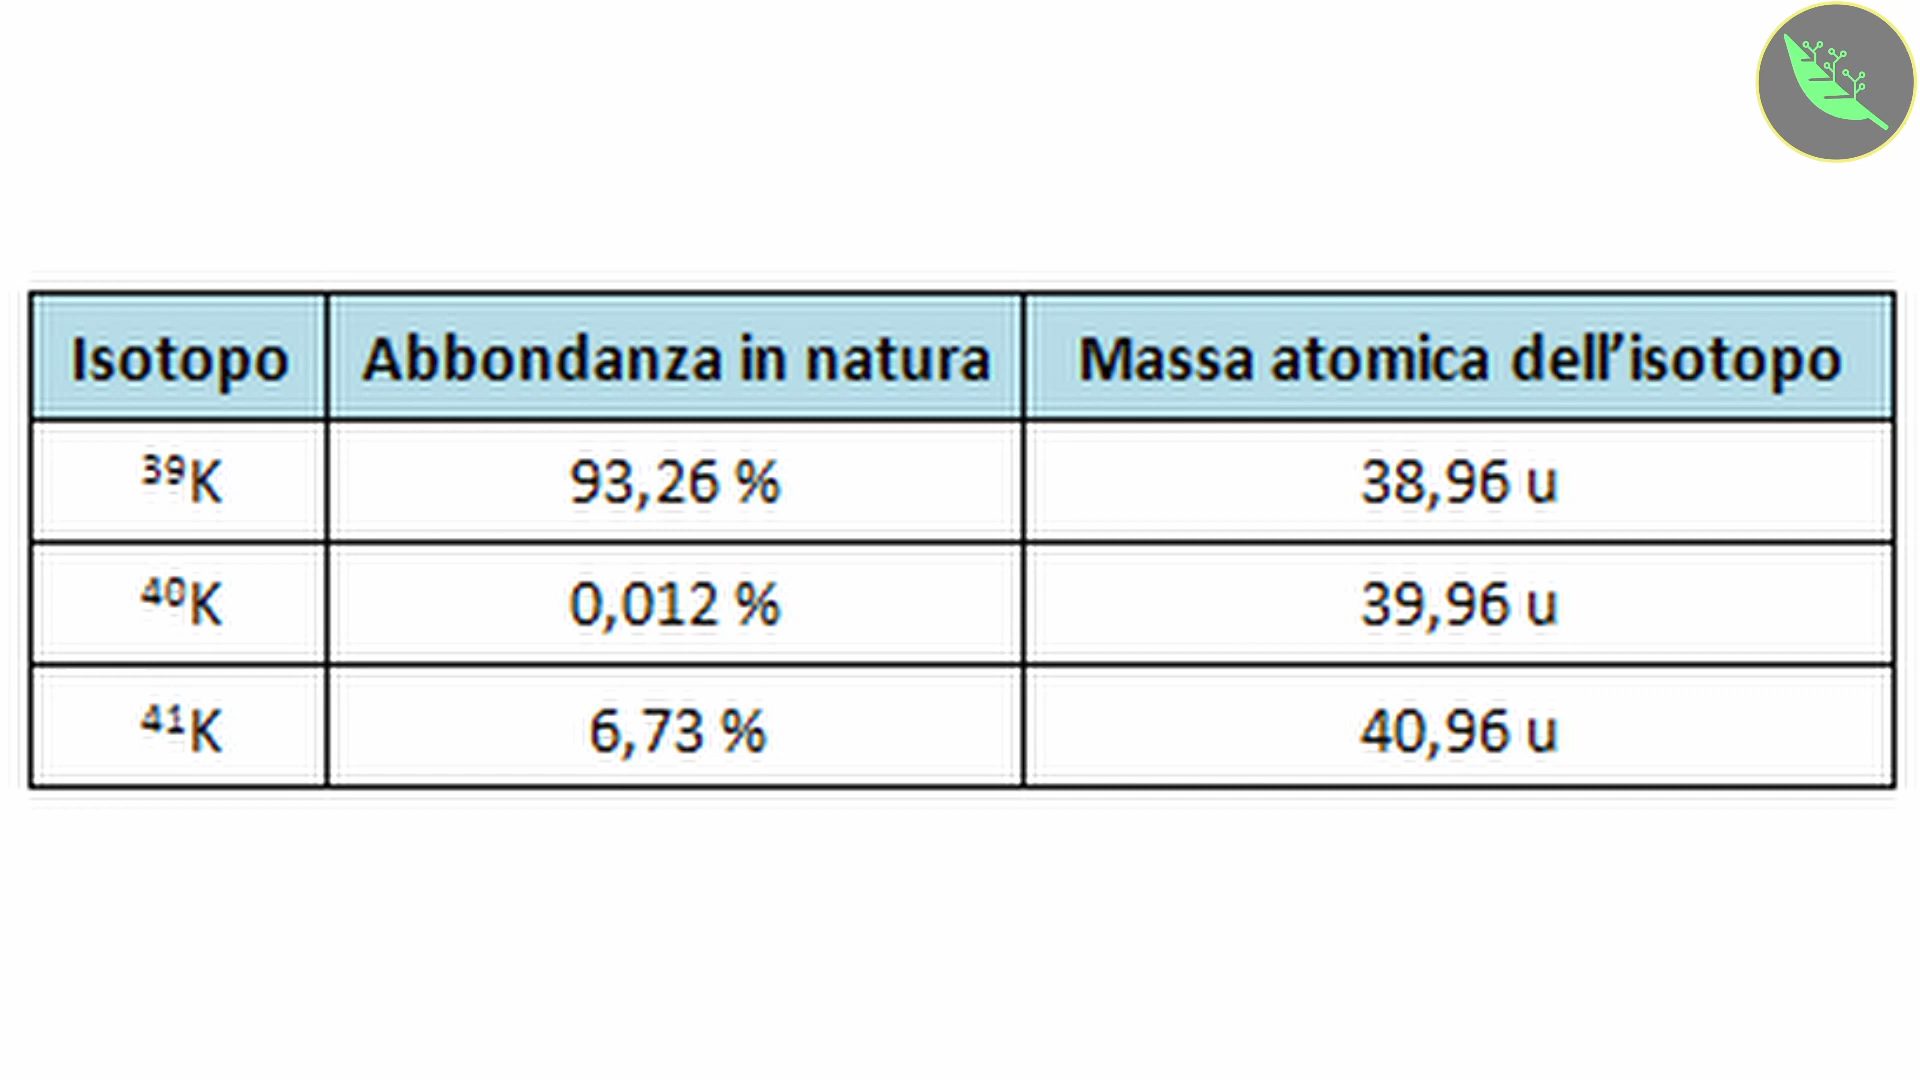 Isotopo Abbondanza in natura Massa atomica dell’isotopo
³⁹K 93,26 % 38,96 u
⁴⁰K 0,012 % 39,96 u
⁴¹K 6,73 % 40,96 u